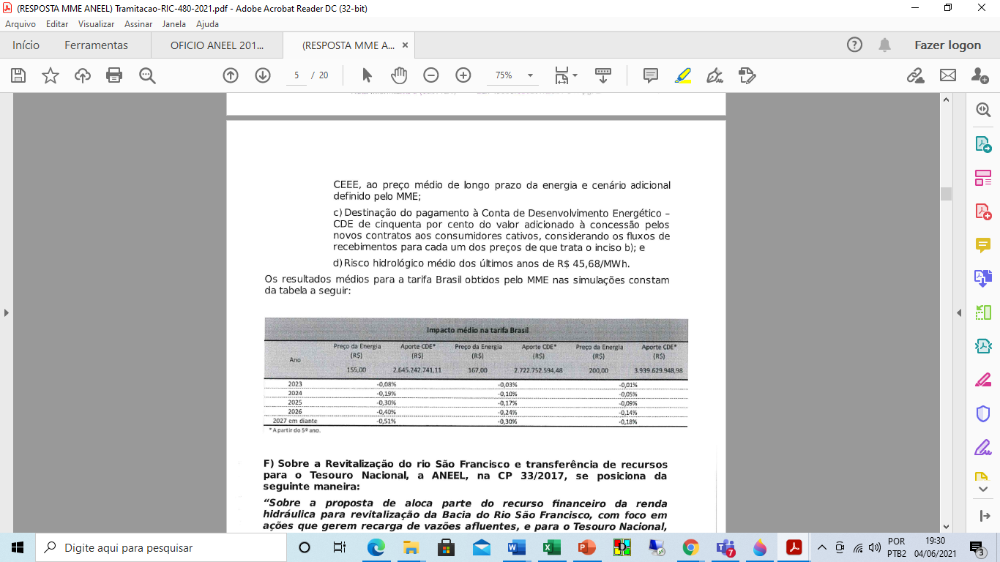 (RESPOSTA MME ANEEL) Tramitacao-RIC-480-2021.pdf - Adobe Acrobat Reader DC (32-bit)
Arquivo Editar Visualizar Assinar Janela Ajuda
Início Ferramentas OFICIO ANEEL 201... (RESPOSTA MME A... × Fazer logon
5 / 20 75%
CEEE, ao preço médio de longo prazo da energia e cenário adicional
definido pelo MME;
c) Destinação do pagamento à Conta de Desenvolvimento Energético –
CDE de cinquenta por cento do valor adicionado à concessão pelos
novos contratos aos consumidores cativos, considerando os fluxos de
recebimentos para cada um dos preços de que trata o inciso b); e
d) Risco hidrológico médio dos últimos anos de R$ 45,68/MWh.
Os resultados médios para a tarifa Brasil obtidos pelo MME nas simulações constam
da tabela a seguir:
Impacto médio na tarifa Brasil
Preço da Energia Aporte CDE* Preço da Energia Aporte CDE* Preço da Energia Aporte CDE*
Ano (R$) (R$) (R$) (R$) (R$) (R$)
155,00 2.645.242.741,11 167,00 2.722.752.594,48 200,00 3.939.629.948,98
2023 -0,08% -0,03% -0,01%
2024 -0,19% -0,10% -0,05%
2025 -0,30% -0,17% -0,09%
2026 -0,40% -0,24% -0,14%
2027 em diante -0,51% -0,30% -0,18%
* A partir do 5º ano.
F) Sobre a Revitalização do rio São Francisco e transferência de recursos
para o Tesouro Nacional, a ANEEL, na CP 33/2017, se posiciona da
seguinte maneira:
“Sobre a proposta de aloca parte do recurso financeiro da renda
hidráulica para revitalização da Bacia do Rio São Francisco, com foco em
ações que gerem recarga de vazões afluentes, e para o Tesouro Nacional,
Digite aqui para pesquisar
7
POR 19:30
PTB2 04/06/2021
3